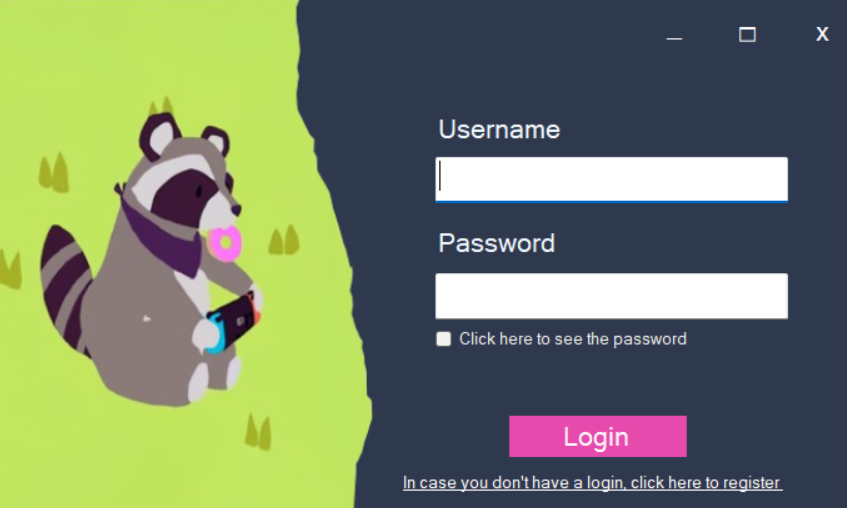 X
Username
Password
Click here to see the password
Login
In case you don't have a login, click here to register